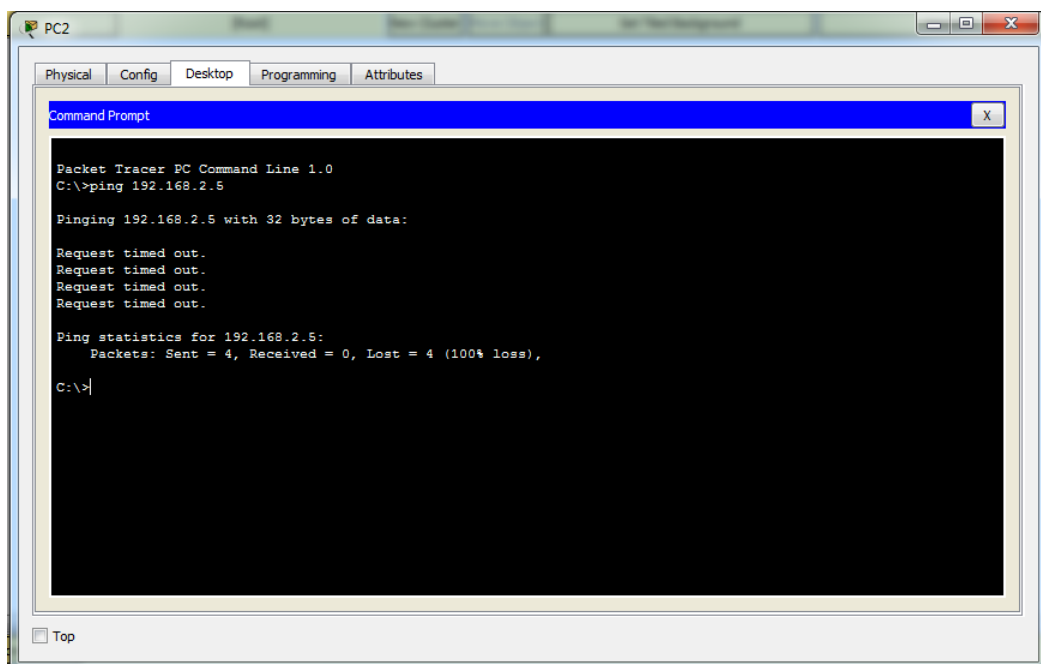 PC2
Physical Config Desktop Programming Attributes
Command Prompt X
Packet Tracer PC Command Line 1.0
C:\>ping 192.168.2.5
Pinging 192.168.2.5 with 32 bytes of data:
Request timed out.
Request timed out.
Request timed out.
Request timed out.
Ping statistics for 192.168.2.5:
Packets: Sent = 4, Received = 0, Lost = 4 (100% loss),
C:\>
Top